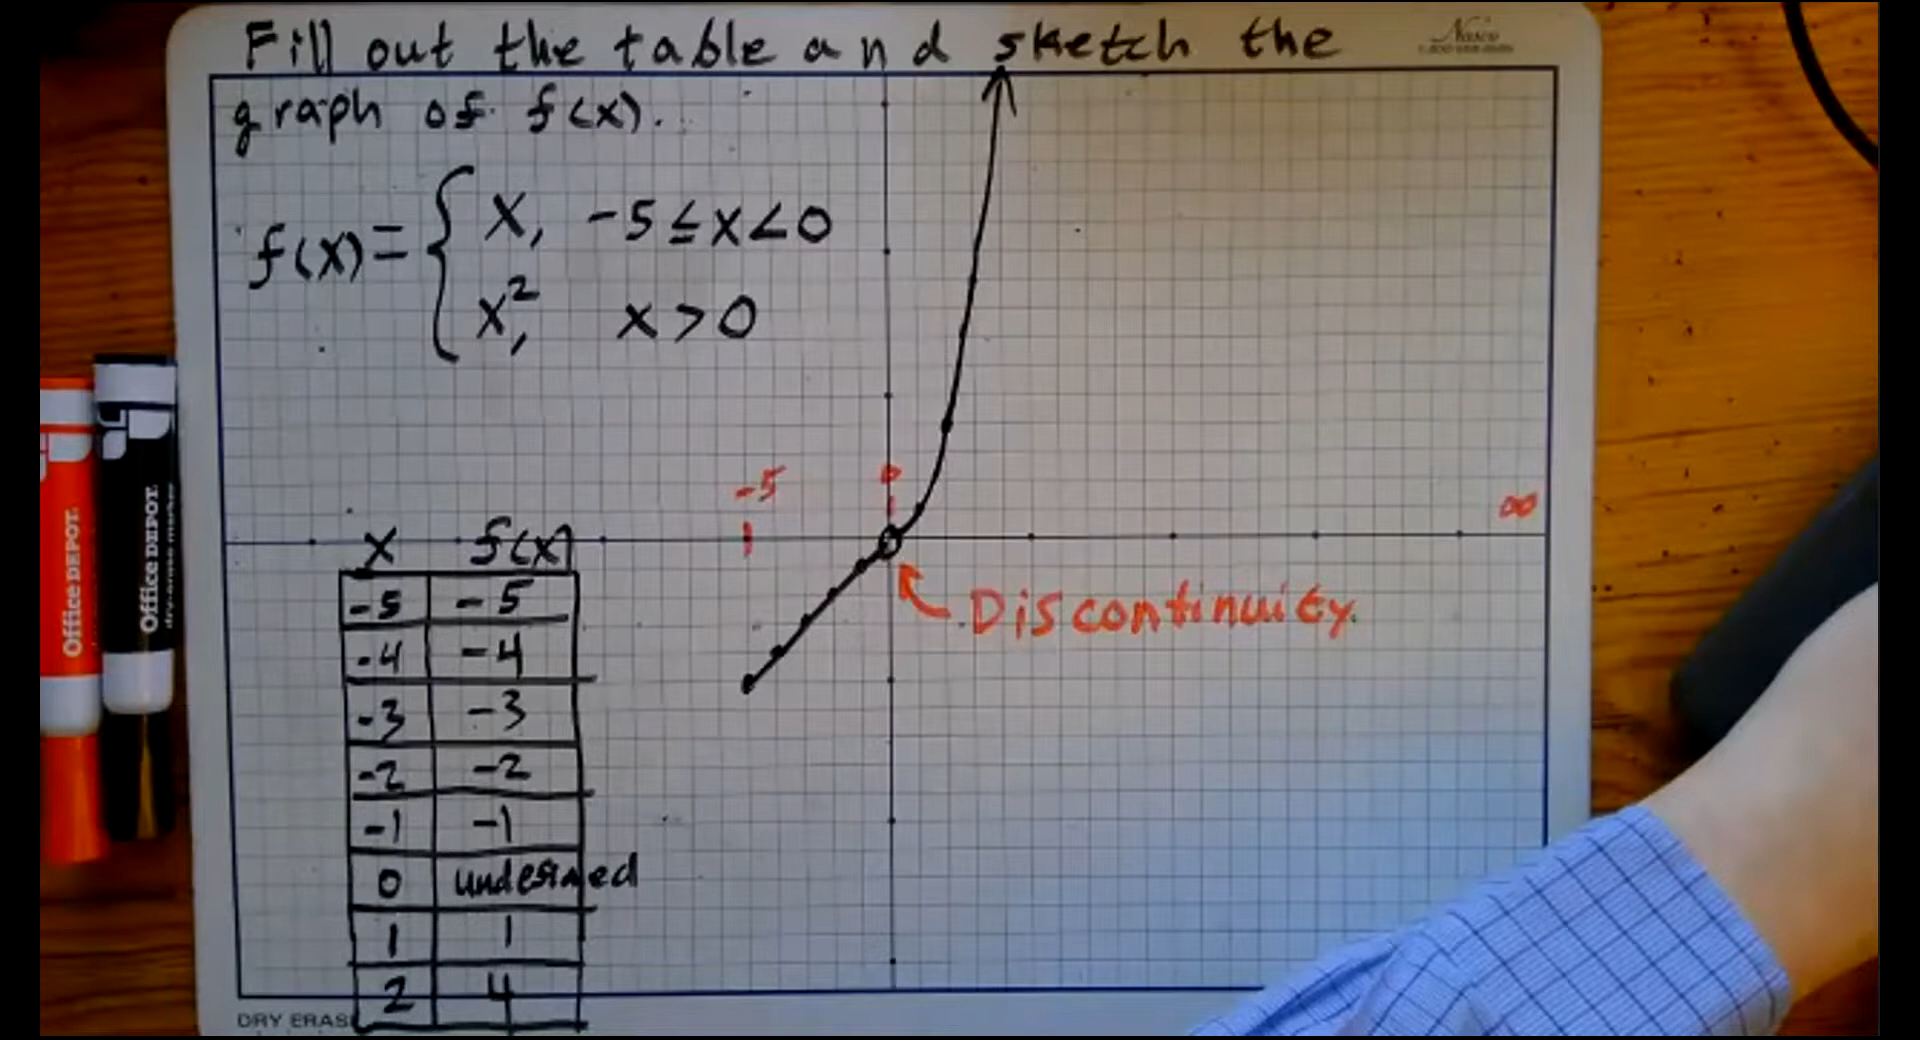 Fill out the table and sketch the
Nasco
graph of f(x).
f(x)= { x, -5≤x<0
x², x>0
-5 0
∞
x f(x)
-5 -5
-4 -4
-3 -3
-2 -2
-1 -1
0 undefined
1 1
2 4
Discontinuity.
Office DEPOT.
Office DEPOT.
DRY ERAS